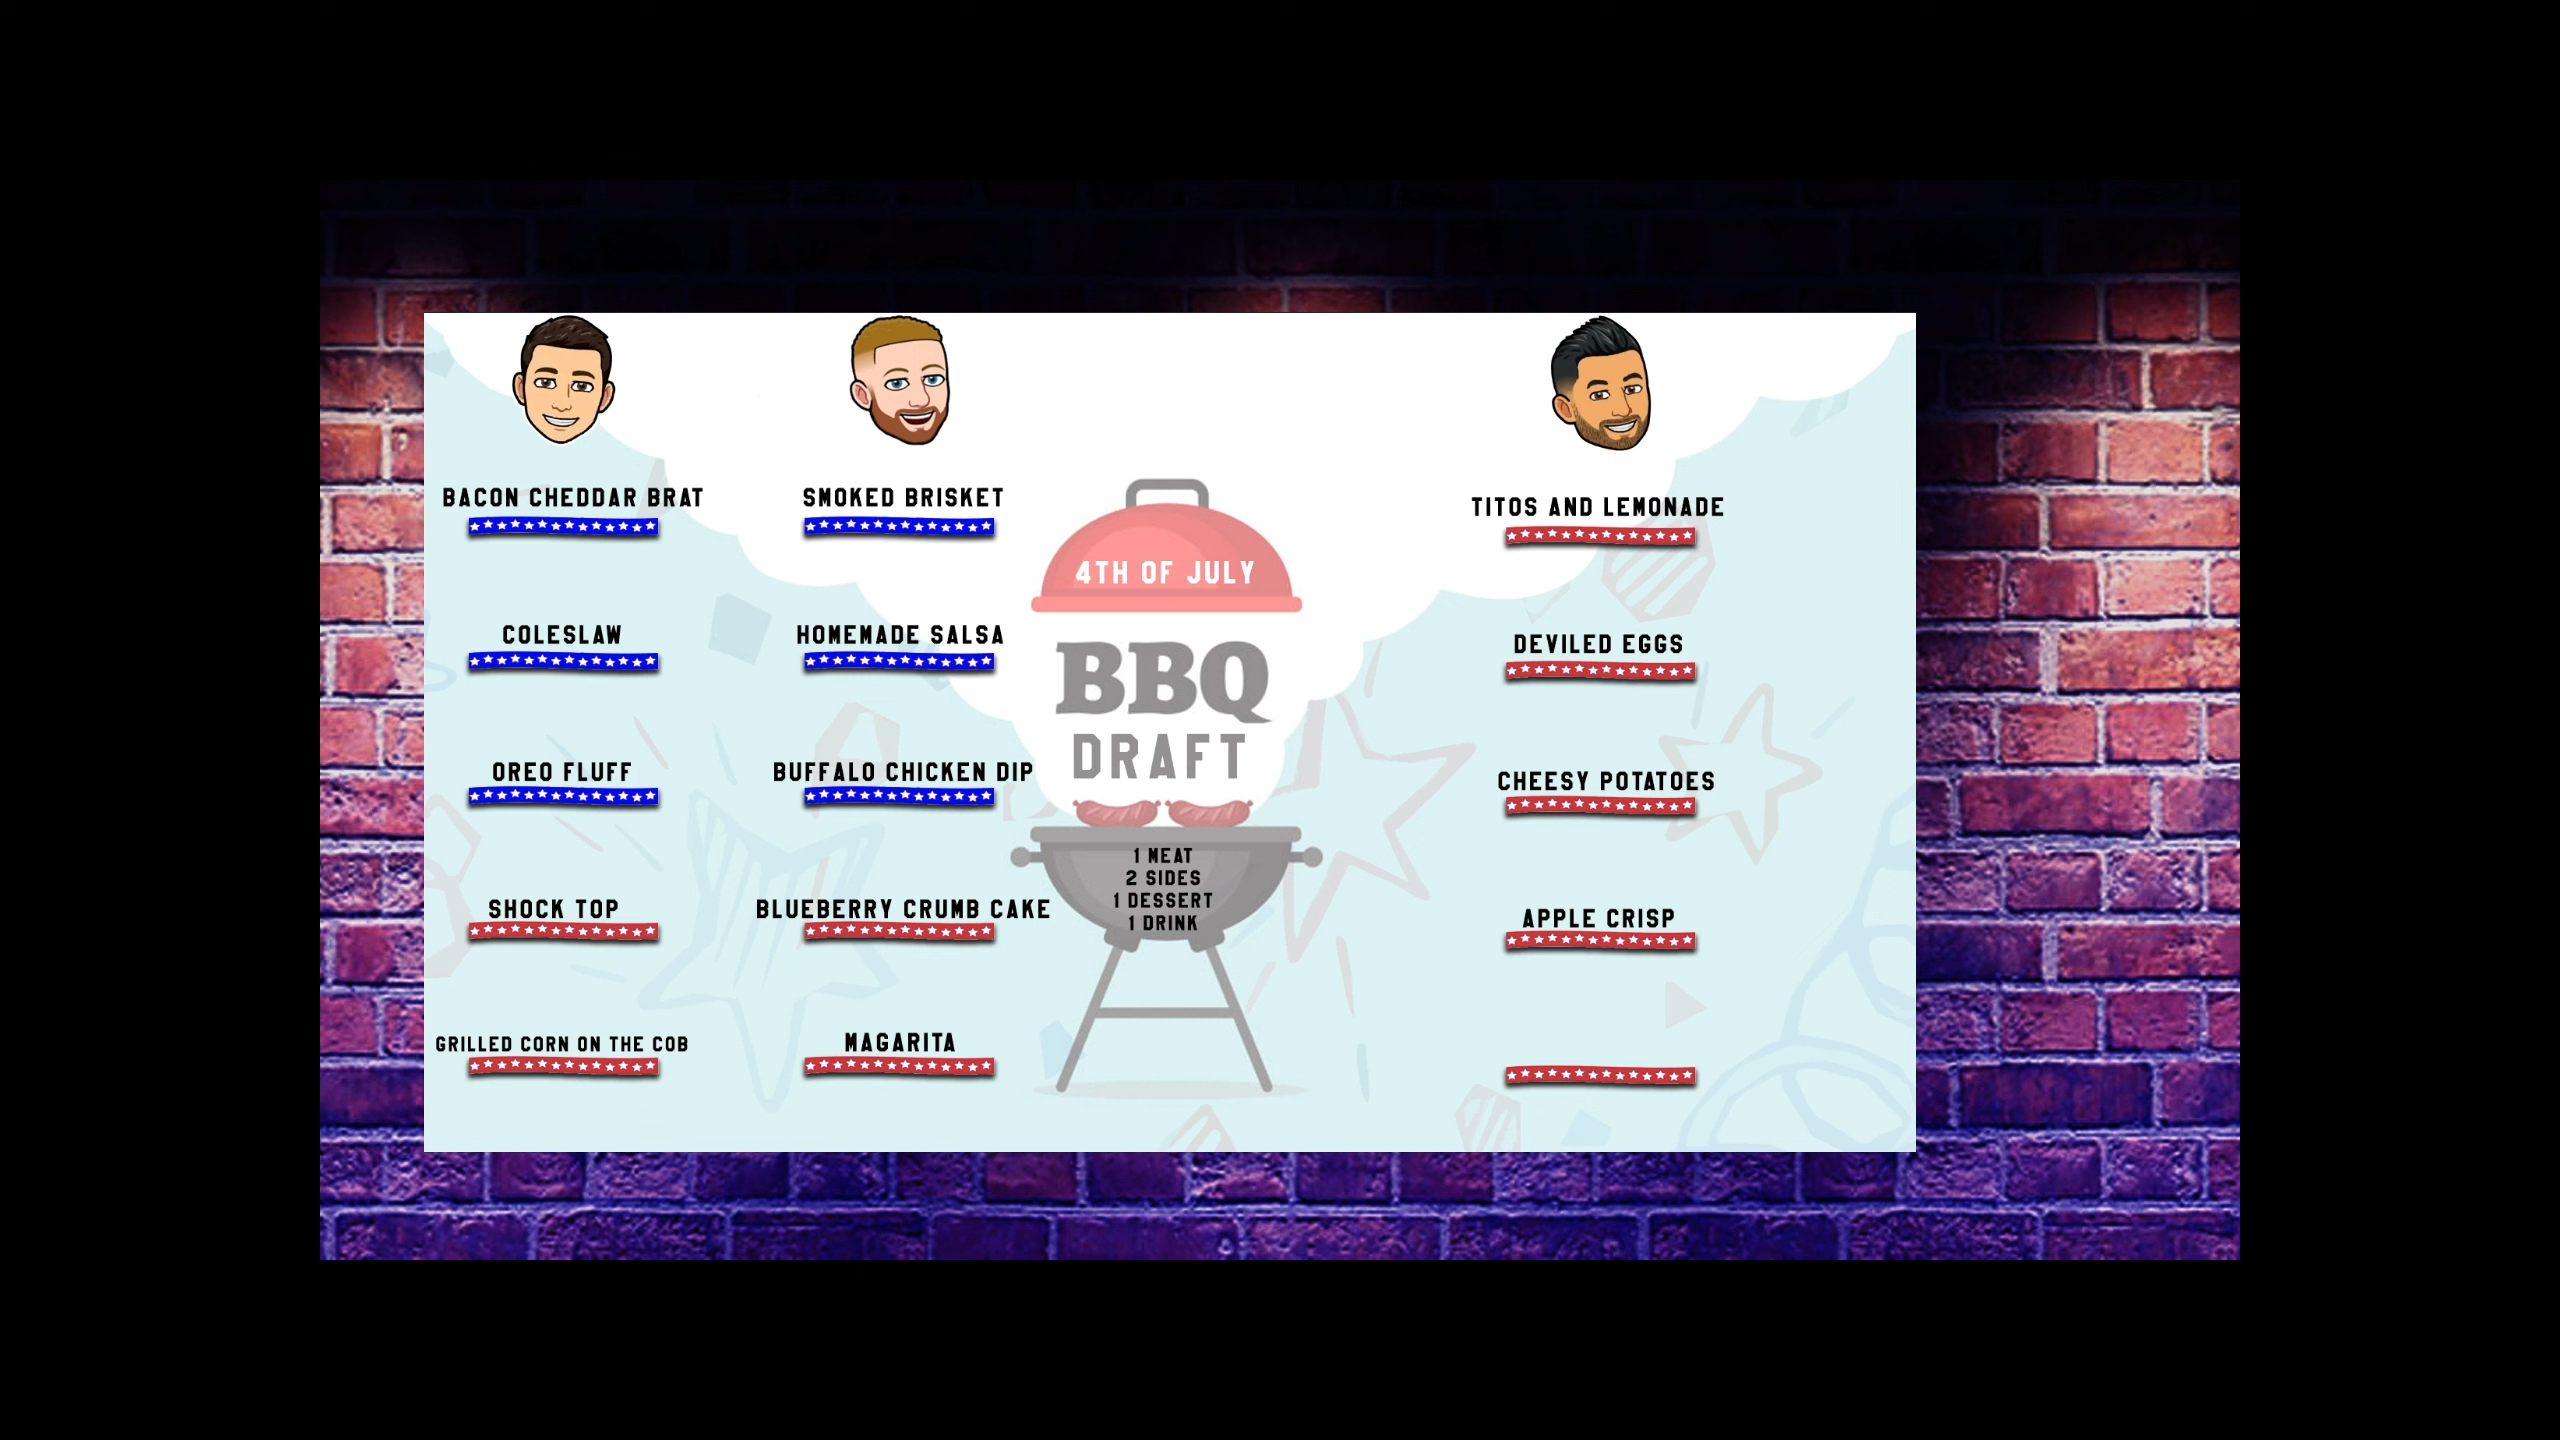 BACON CHEDDAR BRAT
COLESLAW
OREO FLUFF
SHOCK TOP
GRILLED CORN ON THE COB
SMOKED BRISKET
HOMEMADE SALSA
BUFFALO CHICKEN DIP
BLUEBERRY CRUMB CAKE
MAGARITA
4TH OF JULY
BBQ
DRAFT
1 MEAT
2 SIDES
1 DESSERT
1 DRINK
TITOS AND LEMONADE
DEVILED EGGS
CHEESY POTATOES
APPLE CRISP